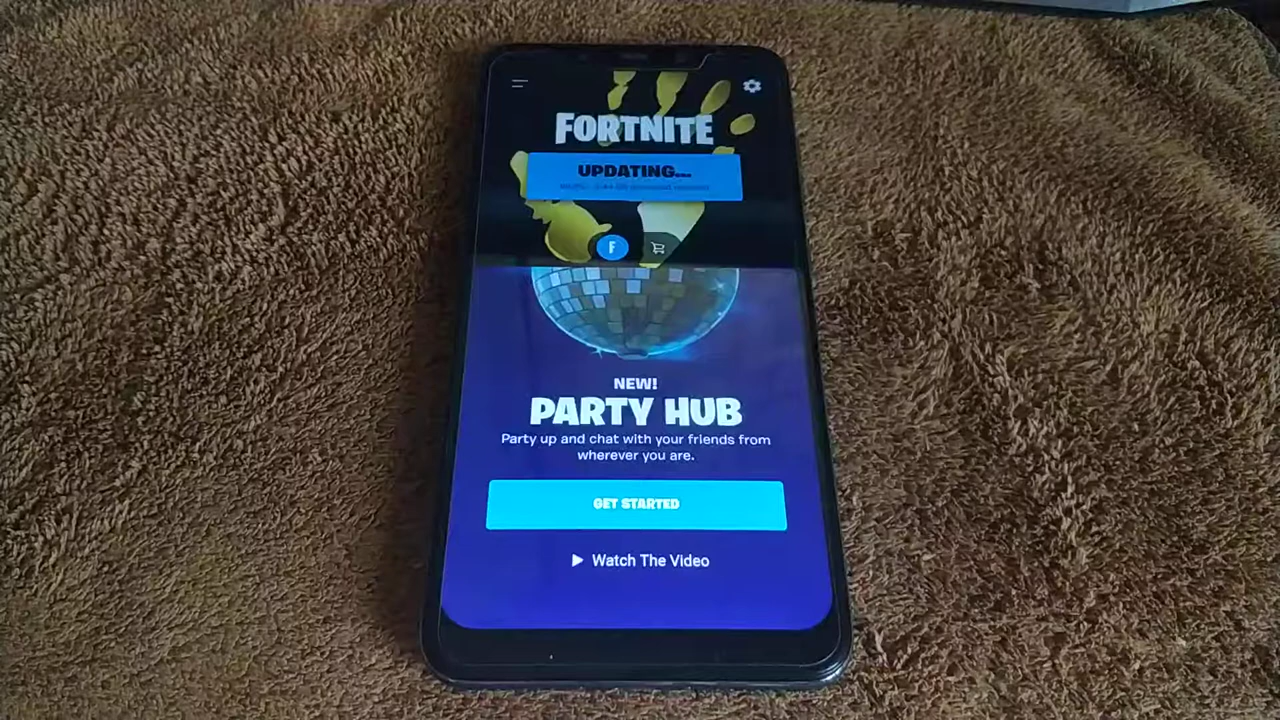 FORTNITE
UPDATING...
F
NEW!
PARTY HUB
Party up and chat with your friends from
wherever you are.
GET STARTED
Watch The Video